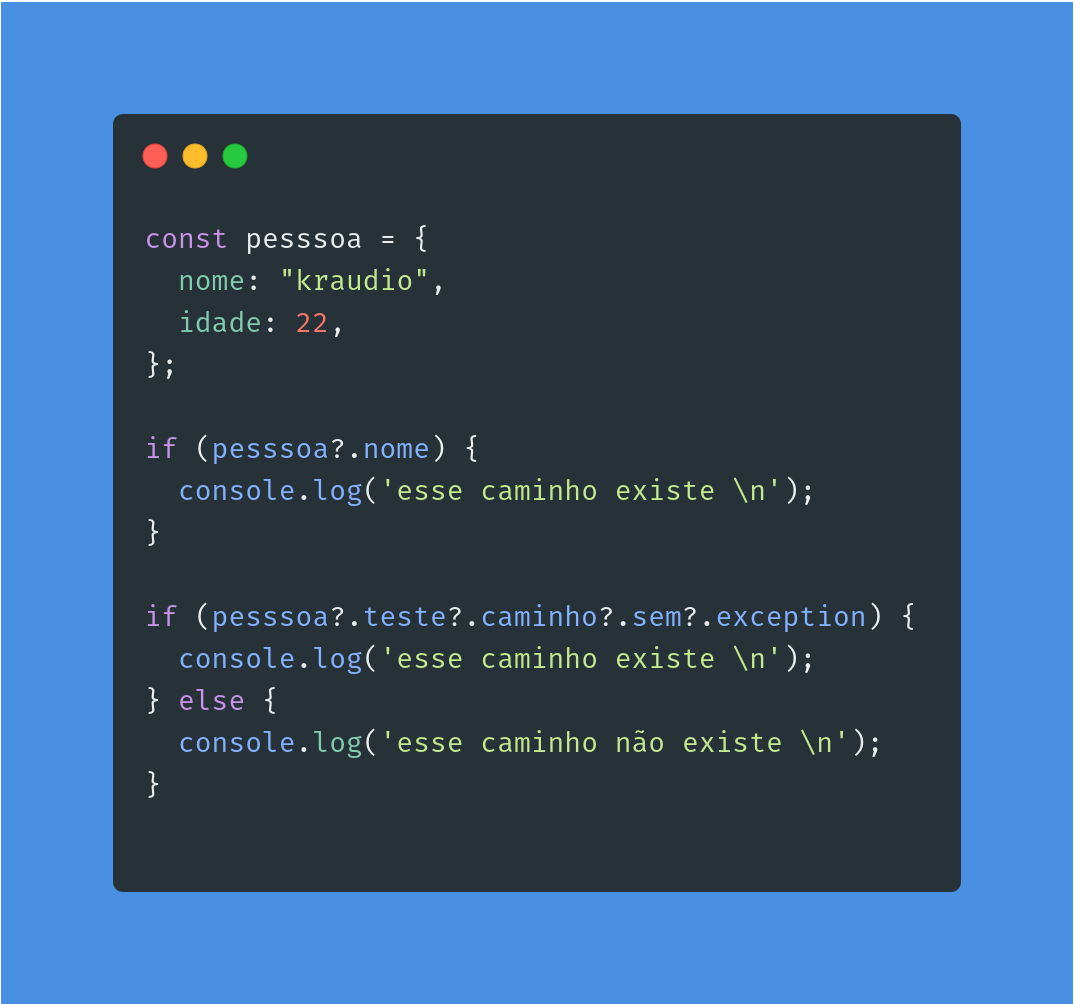 const pesssoa = {
  nome: "kraudio",
  idade: 22,
};

if (pesssoa?.nome) {
  console.log('esse caminho existe \n');
}

if (pesssoa?.teste?.caminho?.sem?.exception) {
  console.log('esse caminho existe \n');
} else {
  console.log('esse caminho não existe \n');
}